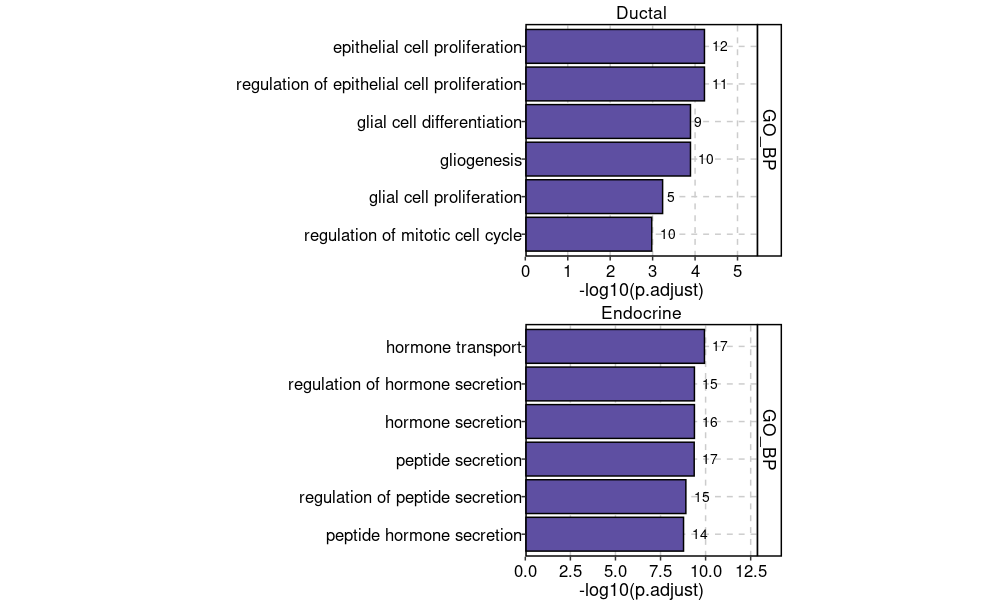 Ductal
epithelial cell proliferation 12
regulation of epithelial cell proliferation 11
glial cell differentiation 9
gliogenesis 10
glial cell proliferation 5
regulation of mitotic cell cycle 10
GO_BP
0 1 2 3 4 5
-log10(p.adjust)
Endocrine
hormone transport 17
regulation of hormone secretion 15
hormone secretion 16
peptide secretion 17
regulation of peptide secretion 15
peptide hormone secretion 14
GO_BP
0.0 2.5 5.0 7.5 10.0 12.5
-log10(p.adjust)